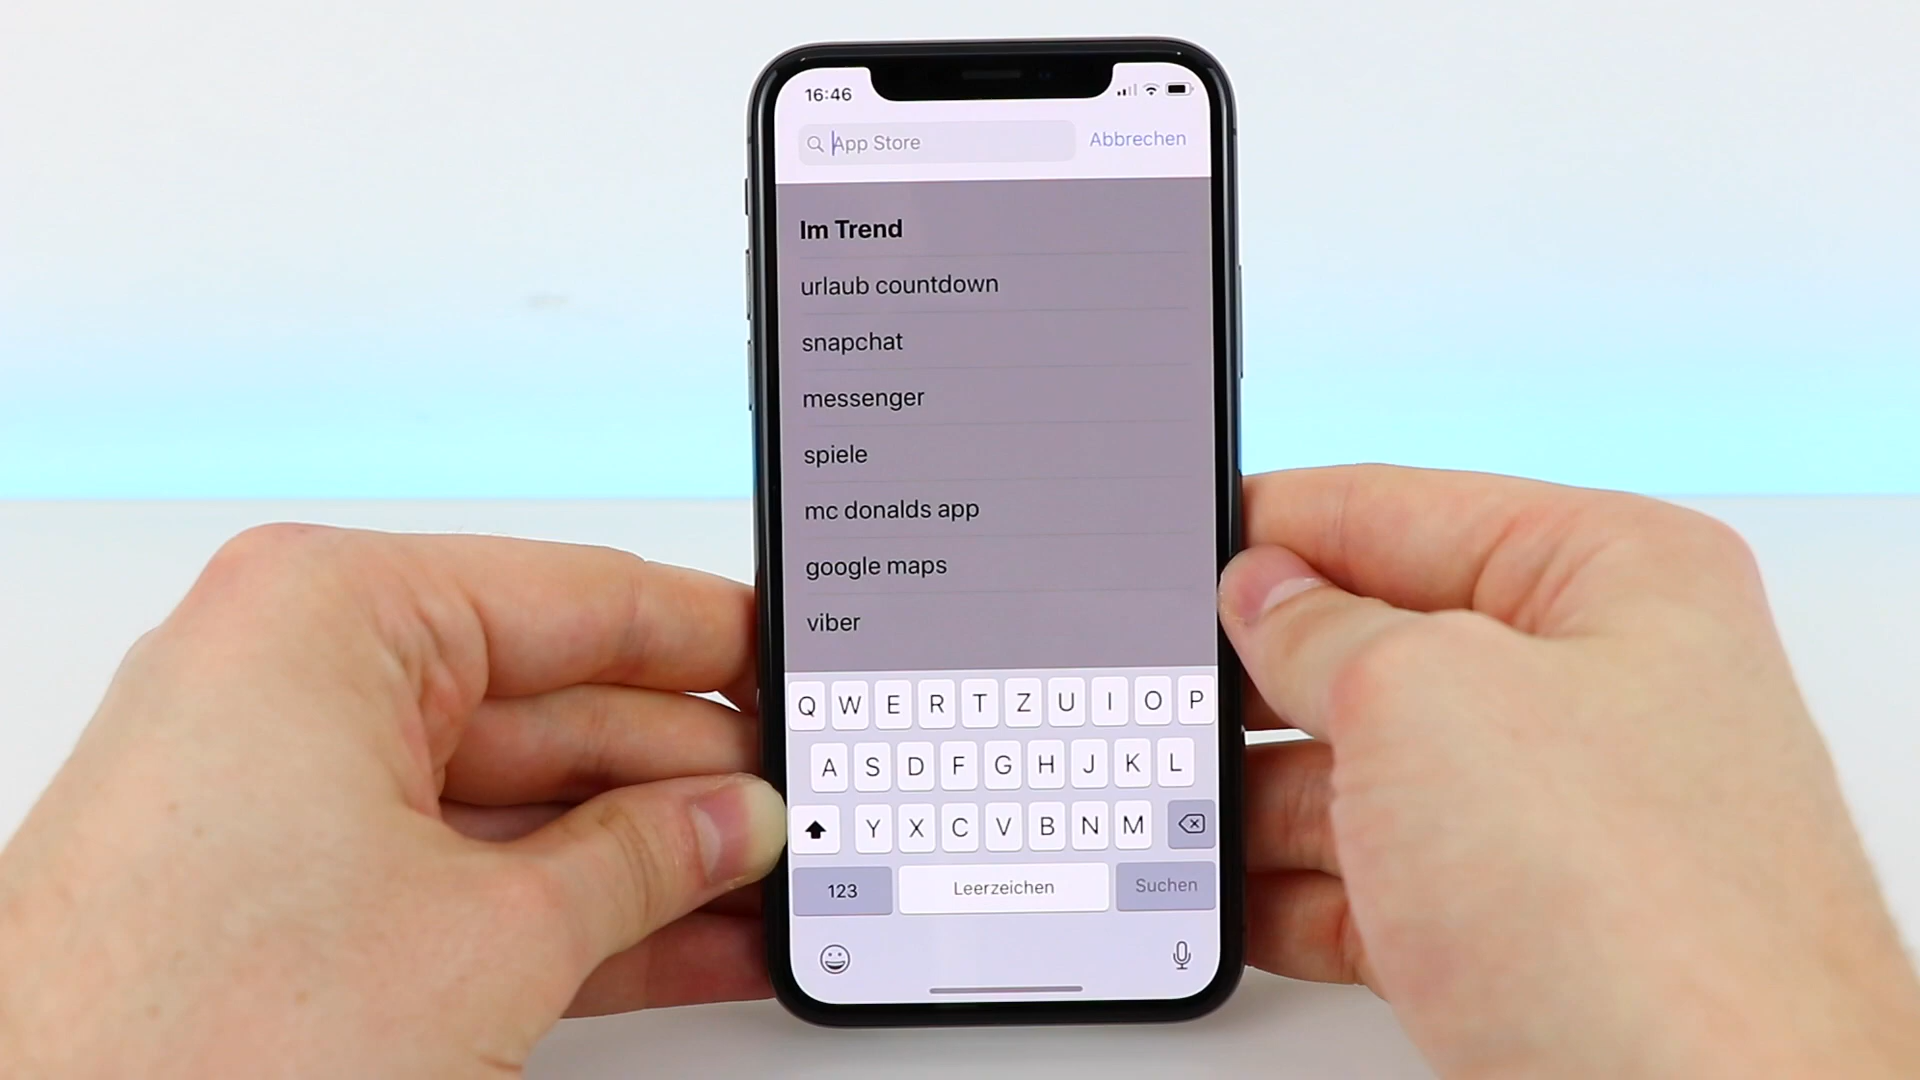 16:46
App Store
Abbrechen
Im Trend
urlaub countdown
snapchat
messenger
spiele
mc donalds app
google maps
viber
Q W E R T Z U I O P
A S D F G H J K L
Y X C V B N M
123 Leerzeichen Suchen